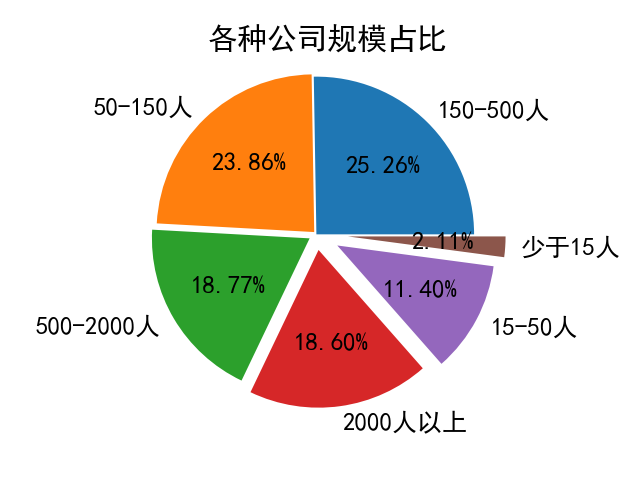 各种公司规模占比
50-150人
150-500人
23.86%
25.26%
2.11%
少于15人
18.77%
11.40%
500-2000人
18.60%
15-50人
2000人以上